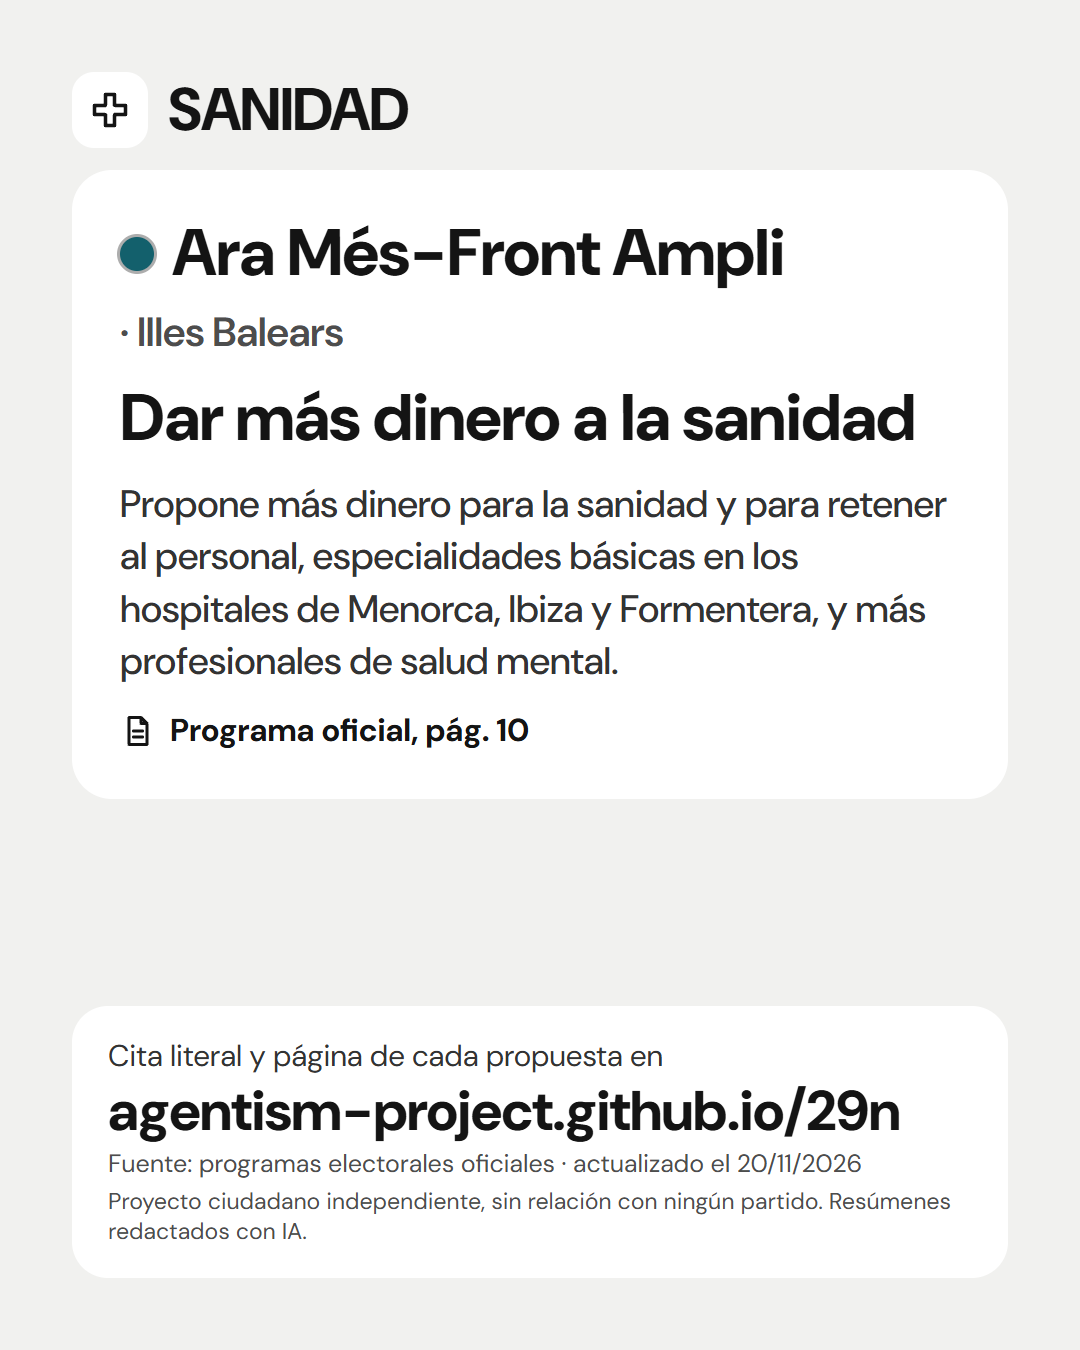 SANIDAD
Ara Més-Front Ampli
· Illes Balears
Dar más dinero a la sanidad
Propone más dinero para la sanidad y para retener
al personal, especialidades básicas en los
hospitales de Menorca, Ibiza y Formentera, y más
profesionales de salud mental.
Programa oficial, pág. 10
Cita literal y página de cada propuesta en
agentism-project.github.io/29n
Fuente: programas electorales oficiales · actualizado el 20/11/2026
Proyecto ciudadano independiente, sin relación con ningún partido. Resúmenes
redactados con IA.